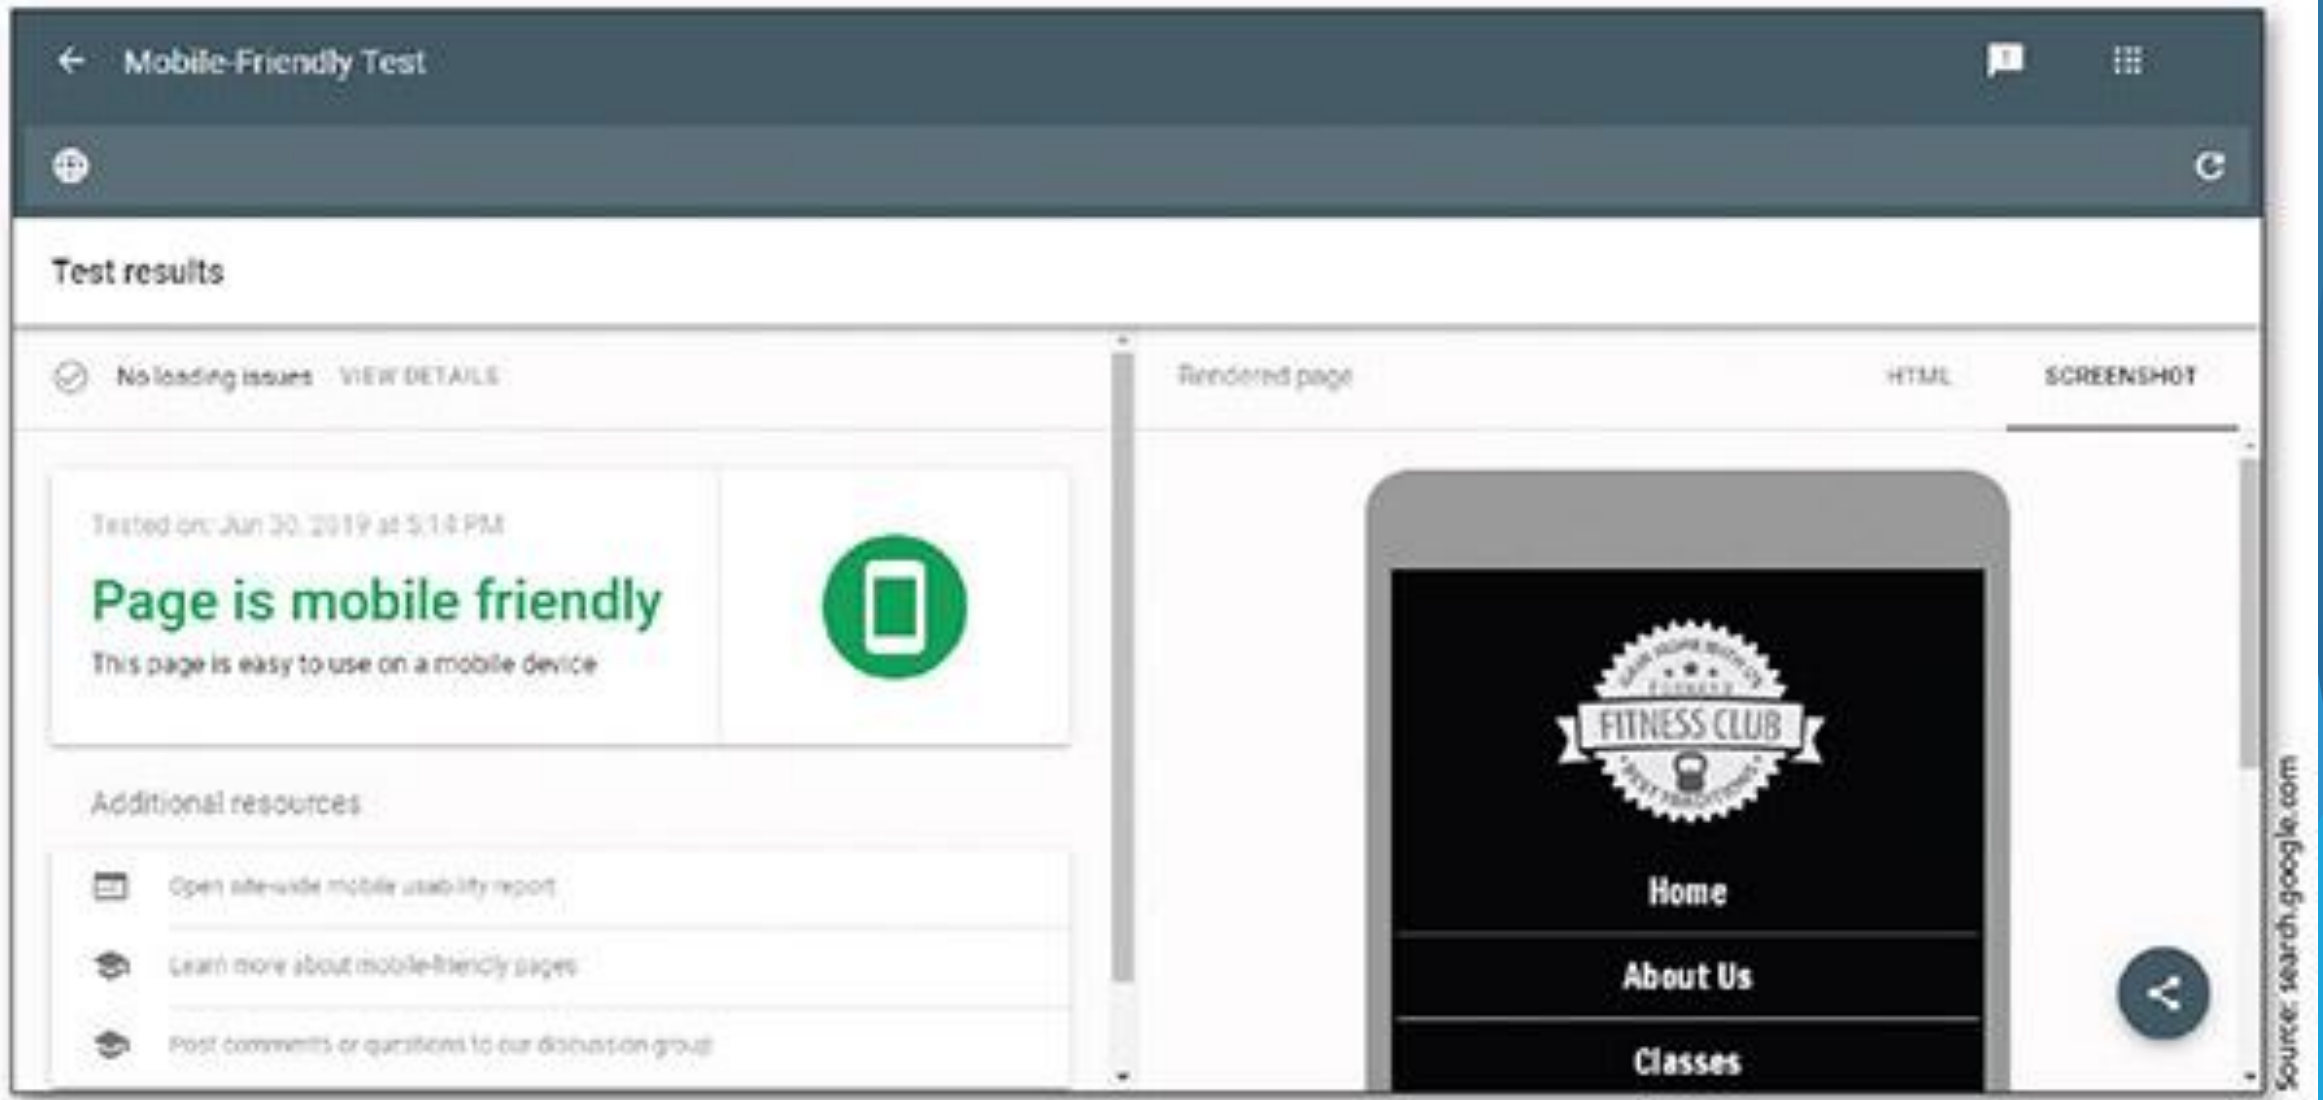 Mobile-Friendly Test
Test results
No loading issues VIEW DETAILS
Rendered page
HTML
SCREENSHOT
Tested on: Jun 30, 2019 at 5:14 PM
Page is mobile friendly
This page is easy to use on a mobile device
Additional resources
Open site-wide mobile usability report
Learn more about mobile-friendly pages
Post comments or questions to our discussion group
FITNESS CLUB
BEST TRADITIONS
Home
About Us
Classes
Source: search.google.com